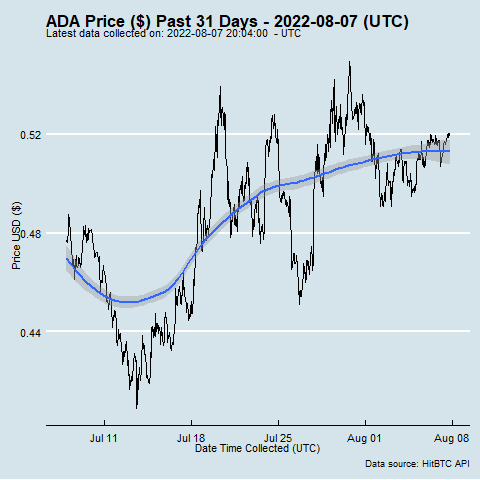 ADA Price ($) Past 31 Days - 2022-08-07 (UTC)
Latest data collected on: 2022-08-07 20:04:00 - UTC
Price USD ($)
0.52
0.48
0.44
Jul 11
Jul 18
Jul 25
Aug 01
Aug 08
Date Time Collected (UTC)
Data source: HitBTC API